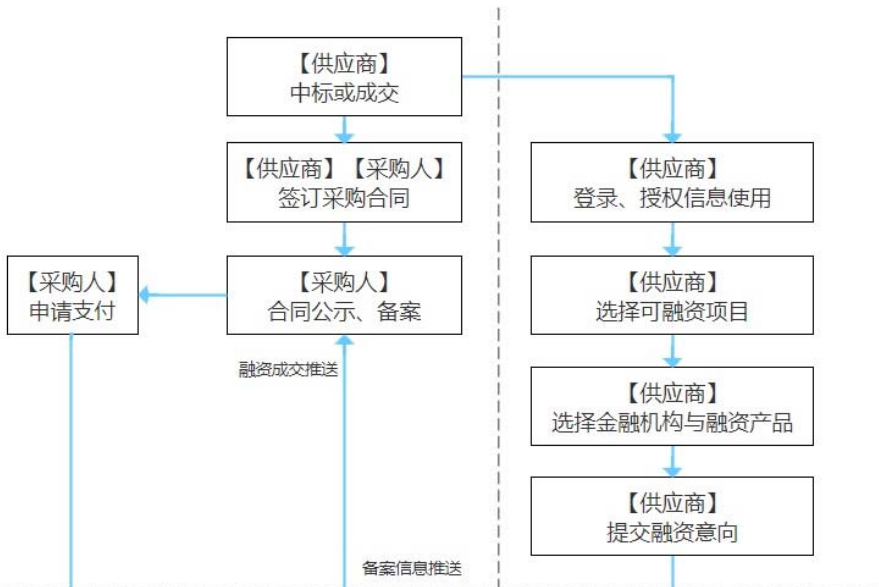 【供应商】
中标或成交
【供应商】【采购人】
签订采购合同
【供应商】
登录、授权信息使用
【采购人】
申请支付
【采购人】
合同公示、备案
【供应商】
选择可融资项目
融资成交推送
【供应商】
选择金融机构与融资产品
【供应商】
提交融资意向
备案信息推送